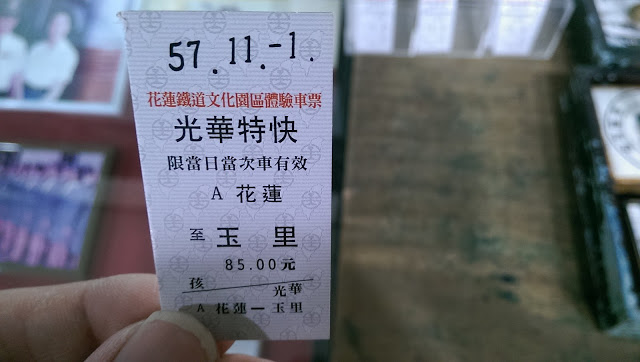 57.11.-1.
花蓮鐵道文化園區體驗車票
光華特快
限當日當次車有效
A 花蓮
至 玉里
85.00元
孩 光華
A 花蓮—玉里